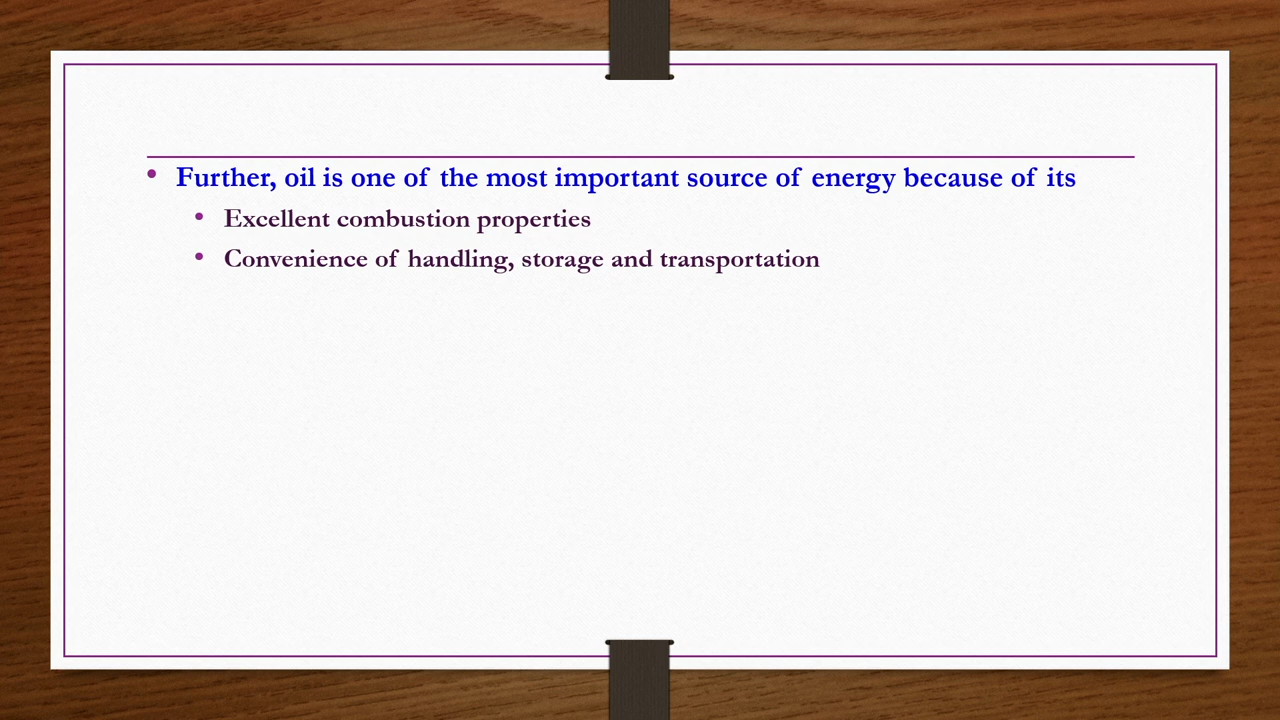 • Further, oil is one of the most important source of energy because of its
• Excellent combustion properties
• Convenience of handling, storage and transportation